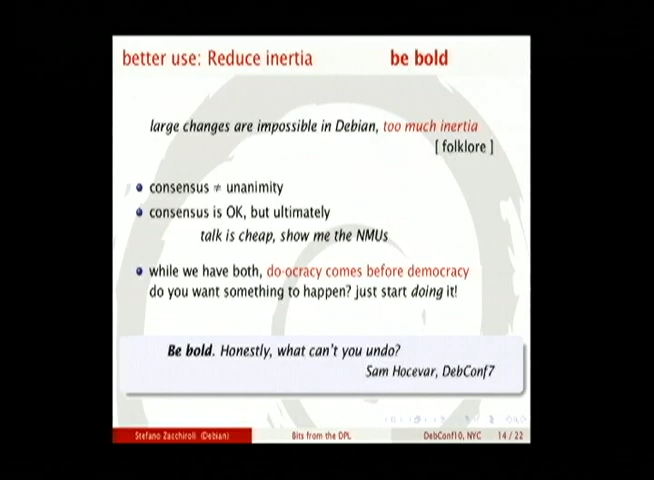 better use: Reduce inertia be bold
large changes are impossible in Debian, too much inertia
[ folklore ]
consensus ≠ unanimity
consensus is OK, but ultimately
talk is cheap, show me the NMUs
while we have both, do-ocracy comes before democracy
do you want something to happen? just start doing it!
Be bold. Honestly, what can't you undo?
Sam Hocevar, DebConf7
Stefano Zacchiroli (Debian) Bits from the DPL DebConf10, NYC 14 / 22